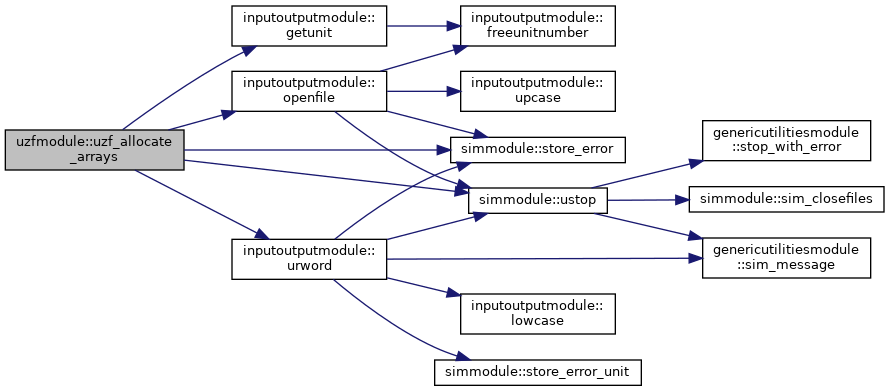 uzfmodule::uzf_allocate
_arrays
inputoutputmodule::
getunit
inputoutputmodule::
openfile
inputoutputmodule::
urword
inputoutputmodule::
freeunitnumber
inputoutputmodule::
upcase
simmodule::store_error
simmodule::ustop
inputoutputmodule::
lowcase
simmodule::store_error_unit
genericutilitiesmodule
::stop_with_error
simmodule::sim_closefiles
genericutilitiesmodule
::sim_message